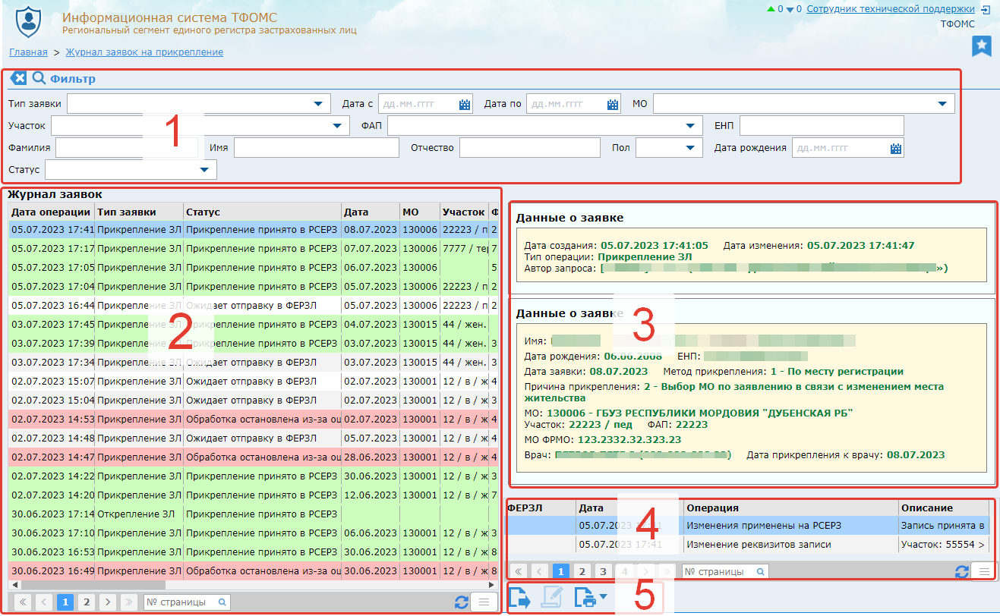 Информационная система ТФОМС
Региональный сегмент единого регистра застрахованных лиц
0 0 Сотрудник технической поддержки
ТФОМС
Главная > Журнал заявок на прикрепление
Фильтр
Тип заявки Дата с дд.мм.гггг Дата по дд.мм.гггг МО
Участок ФАП ЕНП
Фамилия Имя Отчество Пол Дата рождения дд.мм.гггг
Статус
1
Журнал заявок
Дата операции Тип заявки Статус Дата МО Участок Ф
05.07.2023 17:41 Прикрепление ЗЛ Прикрепление принято в РСЕРЗ 08.07.2023 130006 22223 / п 2
05.07.2023 17:17 Прикрепление ЗЛ Прикрепление принято в РСЕРЗ 07.07.2023 130006 7777 / тер 7
05.07.2023 17:05 Прикрепление ЗЛ Прикрепление принято в РСЕРЗ 06.07.2023 130006 5
05.07.2023 17:04 Прикрепление ЗЛ Прикрепление принято в РСЕРЗ 05.07.2023 130006 22223 / п 2
05.07.2023 16:44 Прикрепление ЗЛ Ожидает отправку в ФЕРЗЛ 05.07.2023 130006 22223 / п 2
03.07.2023 17:45 Прикрепление ЗЛ Прикрепление принято в РСЕРЗ 04.07.2023 130015 44 / жен. 3
03.07.2023 17:39 Прикрепление ЗЛ Прикрепление принято в РСЕРЗ 02.07.2023 130015 44 / жен. 3
03.07.2023 17:34 Прикрепление ЗЛ Ожидает отправку в ФЕРЗЛ 03.07.2023 130015 44 / жен. 3
02.07.2023 15:07 Прикрепление ЗЛ Ожидает отправку в ФЕРЗЛ 02.07.2023 130001 12 / в / ж 4
02.07.2023 15:04 Прикрепление ЗЛ Ожидает отправку в ФЕРЗЛ 02.07.2023 130001 12 / в / ж 3
02.07.2023 14:53 Прикрепление ЗЛ Обработка остановлена из-за ош 02.07.2023 130001 12 / в / ж 4
02.07.2023 14:48 Прикрепление ЗЛ Ожидает отправку в ФЕРЗЛ 05.07.2023 130001 12 / в / ж 4
02.07.2023 14:47 Прикрепление ЗЛ Обработка остановлена из-за ош 28.06.2023 130001 12 / в / ж 4
02.07.2023 14:22 Прикрепление ЗЛ Прикрепление принято в РСЕРЗ 30.06.2023 130001 12 / в / ж 3
02.07.2023 14:20 Прикрепление ЗЛ Прикрепление принято в РСЕРЗ 12.06.2023 130001 12 / в / ж 7
30.06.2023 17:14 Открепление ЗЛ Прикрепление принято в РСЕРЗ
30.06.2023 17:10 Прикрепление ЗЛ Прикрепление принято в РСЕРЗ 06.06.2023 130001 12 / в / ж 3
30.06.2023 16:53 Прикрепление ЗЛ Прикрепление принято в РСЕРЗ 30.06.2023 130001 12 / в / ж 8
30.06.2023 16:49 Прикрепление ЗЛ Обработка остановлена из-за ош 30.06.2023 130001 12 / в / ж 8
2
« < 1 2 > » № страницы
Данные о заявке
Дата создания: 05.07.2023 17:41:05 Дата изменения: 05.07.2023 17:41:47
Тип операции: Прикрепление ЗЛ
Автор запроса: [ »)
Данные о заявке
3
Имя:
Дата рождения: 06.06.2008 ЕНП:
Дата заявки: 08.07.2023 Метод прикрепления: 1 - По месту регистрации
Причина прикрепления: 2 - Выбор МО по заявлению в связи с изменением места
жительства
МО: 130006 - ГБУЗ РЕСПУБЛИКИ МОРДОВИЯ "ДУБЕНСКАЯ РБ"
Участок: 22223 / пед ФАП: 22223
МО ФРМО: 123.2332.32.323.23
Врач: Дата прикрепления к врачу: 08.07.2023
ФЕРЗЛ Дата Операция Описание
05.07.2023 17:41 Изменения применены на РСЕРЗ Запись принята в
05.07.2023 17:41 Изменение реквизитов записи Участок: 55554 >
4
« < 1 2 3 4 > » № страницы
5